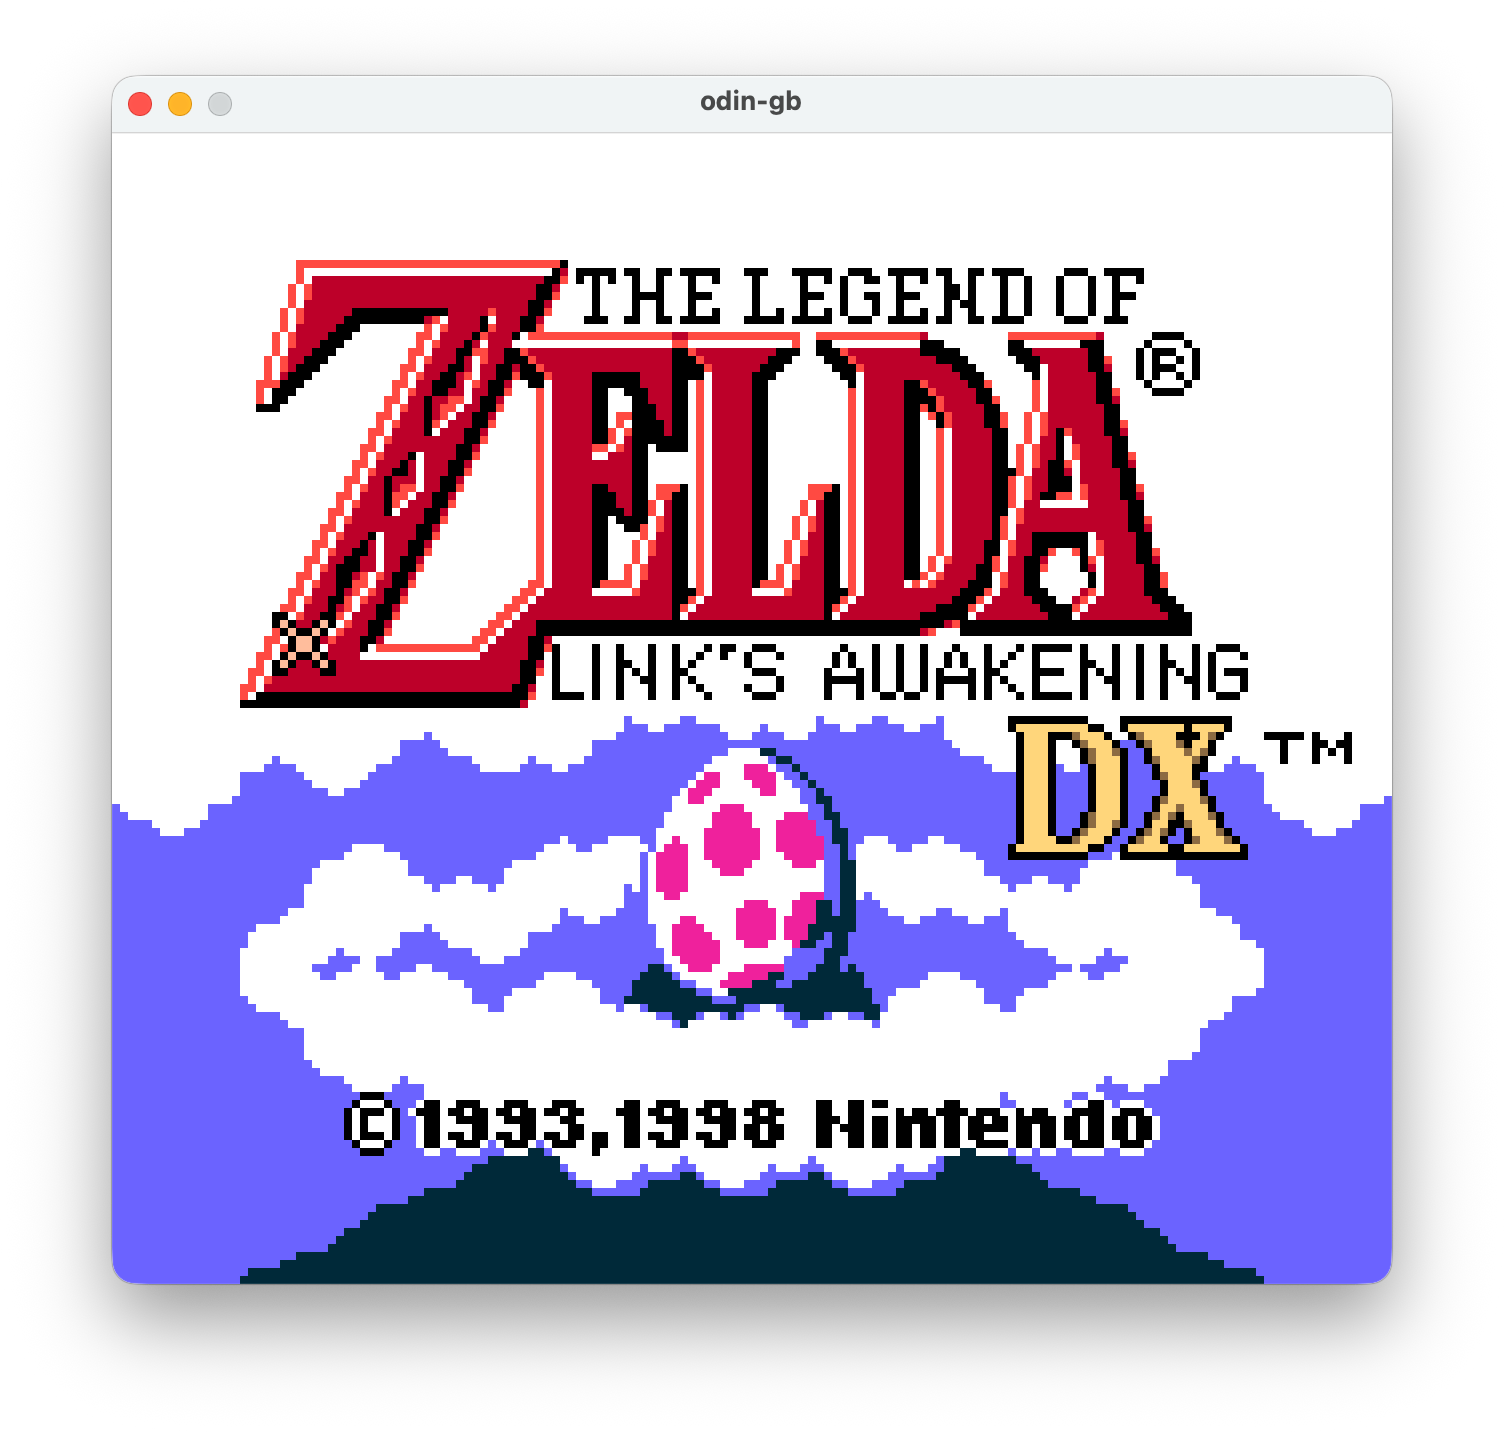 odin-gb
THE LEGEND OF
ZELDA®
LINK'S AWAKENING
DX™
©1993,1998 Nintendo